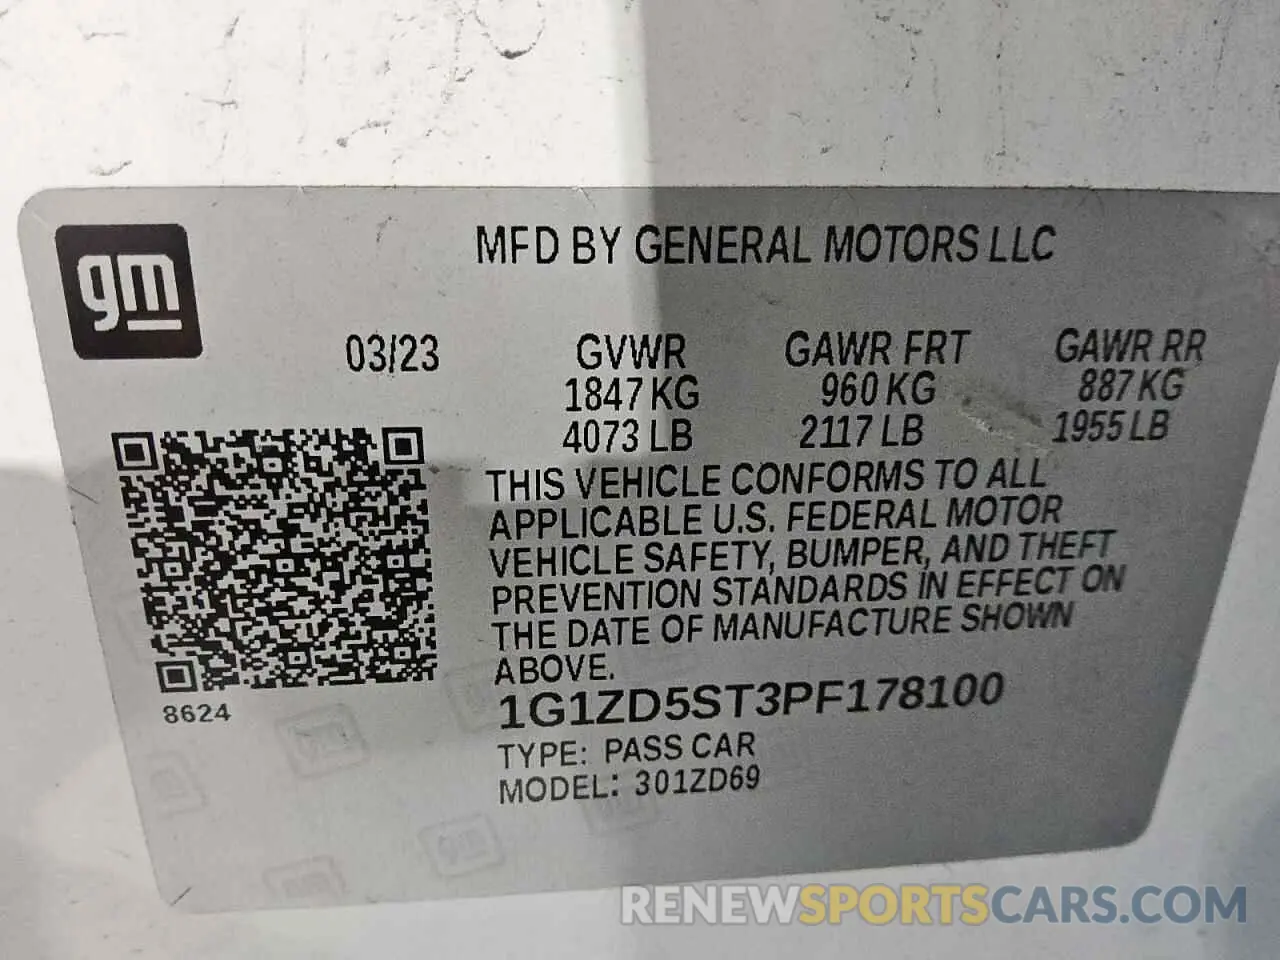 gm
MFD BY GENERAL MOTORS LLC
03/23 GVWR GAWR FRT GAWR RR
1847 KG 960 KG 887 KG
4073 LB 2117 LB 1955 LB
THIS VEHICLE CONFORMS TO ALL
APPLICABLE U.S. FEDERAL MOTOR
VEHICLE SAFETY, BUMPER, AND THEFT
PREVENTION STANDARDS IN EFFECT ON
THE DATE OF MANUFACTURE SHOWN
ABOVE.
8624
1G1ZD5ST3PF178100
TYPE: PASS CAR
MODEL: 301ZD69
gm
RENEWSPORTSCARS.COM